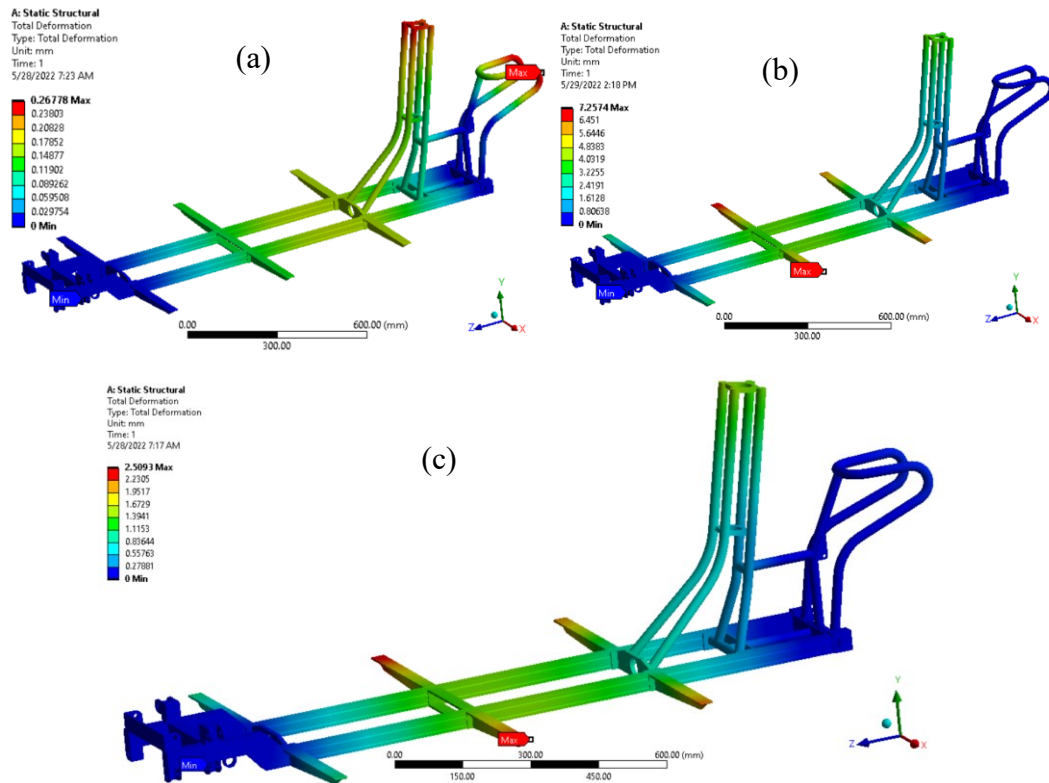 A: Static Structural
Total Deformation
Type: Total Deformation
Unit: mm
Time: 1
5/28/2022 7:23 AM
(a)
0.26778 Max
0.23803
0.20828
0.17852
0.14877
0.11902
0.089262
0.059508
0.029754
0 Min
Max
Min
0.00
600.00 (mm)
300.00
Y
Z
X
A: Static Structural
Total Deformation
Type: Total Deformation
Unit: mm
Time: 1
5/29/2022 2:18 PM
(b)
7.2574 Max
6.451
5.6446
4.8383
4.0319
3.2255
2.4191
1.6128
0.80638
0 Min
Max
Min
0.00
600.00 (mm)
300.00
Y
Z
X
A: Static Structural
Total Deformation
Type: Total Deformation
Unit: mm
Time: 1
5/28/2022 7:17 AM
(c)
2.5093 Max
2.2305
1.9517
1.6729
1.3941
1.1153
0.83644
0.55763
0.27881
0 Min
Max
Min
0.00
300.00
600.00 (mm)
150.00
450.00
Y
Z
X